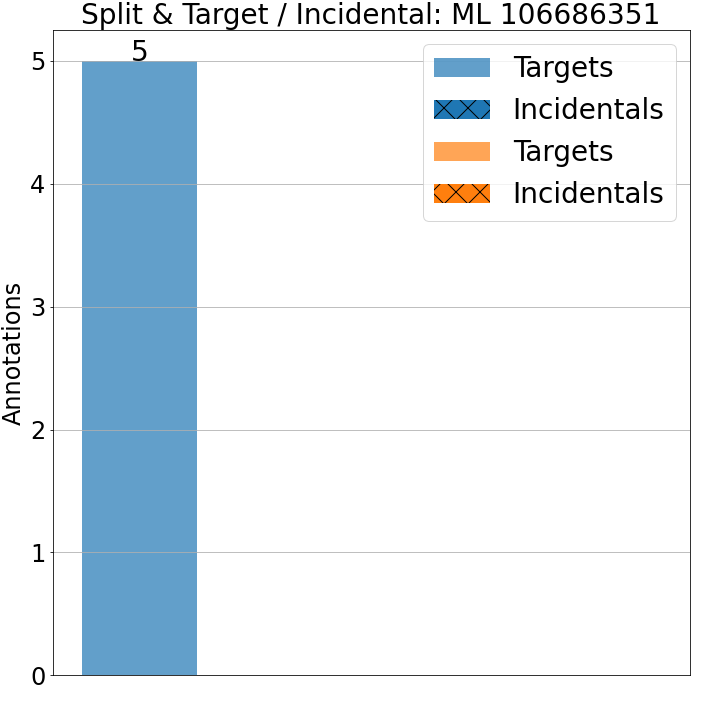 Split & Target / Incidental: ML 106686351
5
Targets
Incidentals
Targets
Incidentals
Annotations
5
4
3
2
1
0